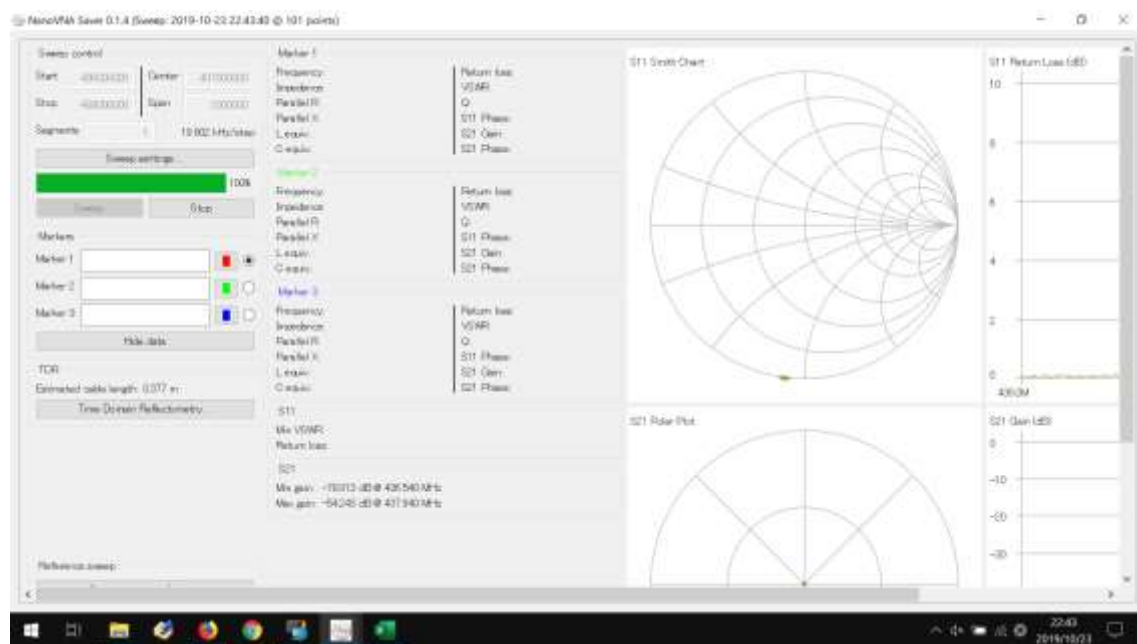 NanoVNA Saver 0.1.4 (Sweep: 2019-10-23 22:43:40 @ 101 points)
Sweep control
Start
Center
Stop
Span
Segments
Sweep settings...
100%
Sweep
Stop
Markers
Marker 1
Marker 2
Marker 3
Hide data
TDR
Estimated cable length: 0.377 m
Time Domain Reflectometry...
Reference sweep
Marker 1
Frequency:
Impedance:
Parallel R:
Parallel X:
L equiv.:
C equiv.:
Return loss:
VSWR:
Q:
S11 Phase:
S21 Gain:
S21 Phase:
Marker 2
Frequency:
Impedance:
Parallel R:
Parallel X:
L equiv.:
C equiv.:
Return loss:
VSWR:
Q:
S11 Phase:
S21 Gain:
S21 Phase:
Marker 3
Frequency:
Impedance:
Parallel R:
Parallel X:
L equiv.:
C equiv.:
Return loss:
VSWR:
Q:
S11 Phase:
S21 Gain:
S21 Phase:
S11
Min VSWR:
Return loss:
S21
Min gain:
Max gain:
S11 Smith Chart
S11 Return Loss (dB)
10
8
6
4
2
0
S21 Polar Plot
S21 Gain (dB)
0
-10
-20
-30
22:43
2019/10/23